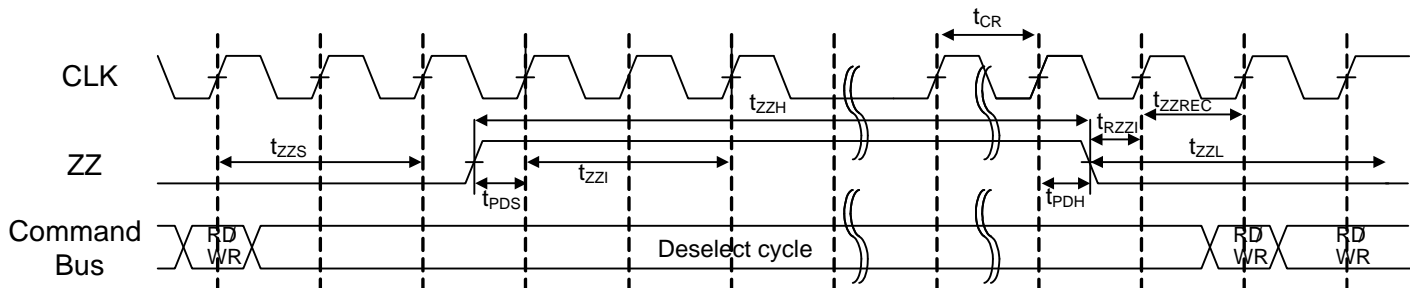 tCR
CLK
tZZH
tZZREC
tRZZI
tZZS
ZZ
tZZI
tZZL
tPDS
tPDH
Command
Bus
RD/
WR
Deselect cycle
RD/
WR
RD/
WR